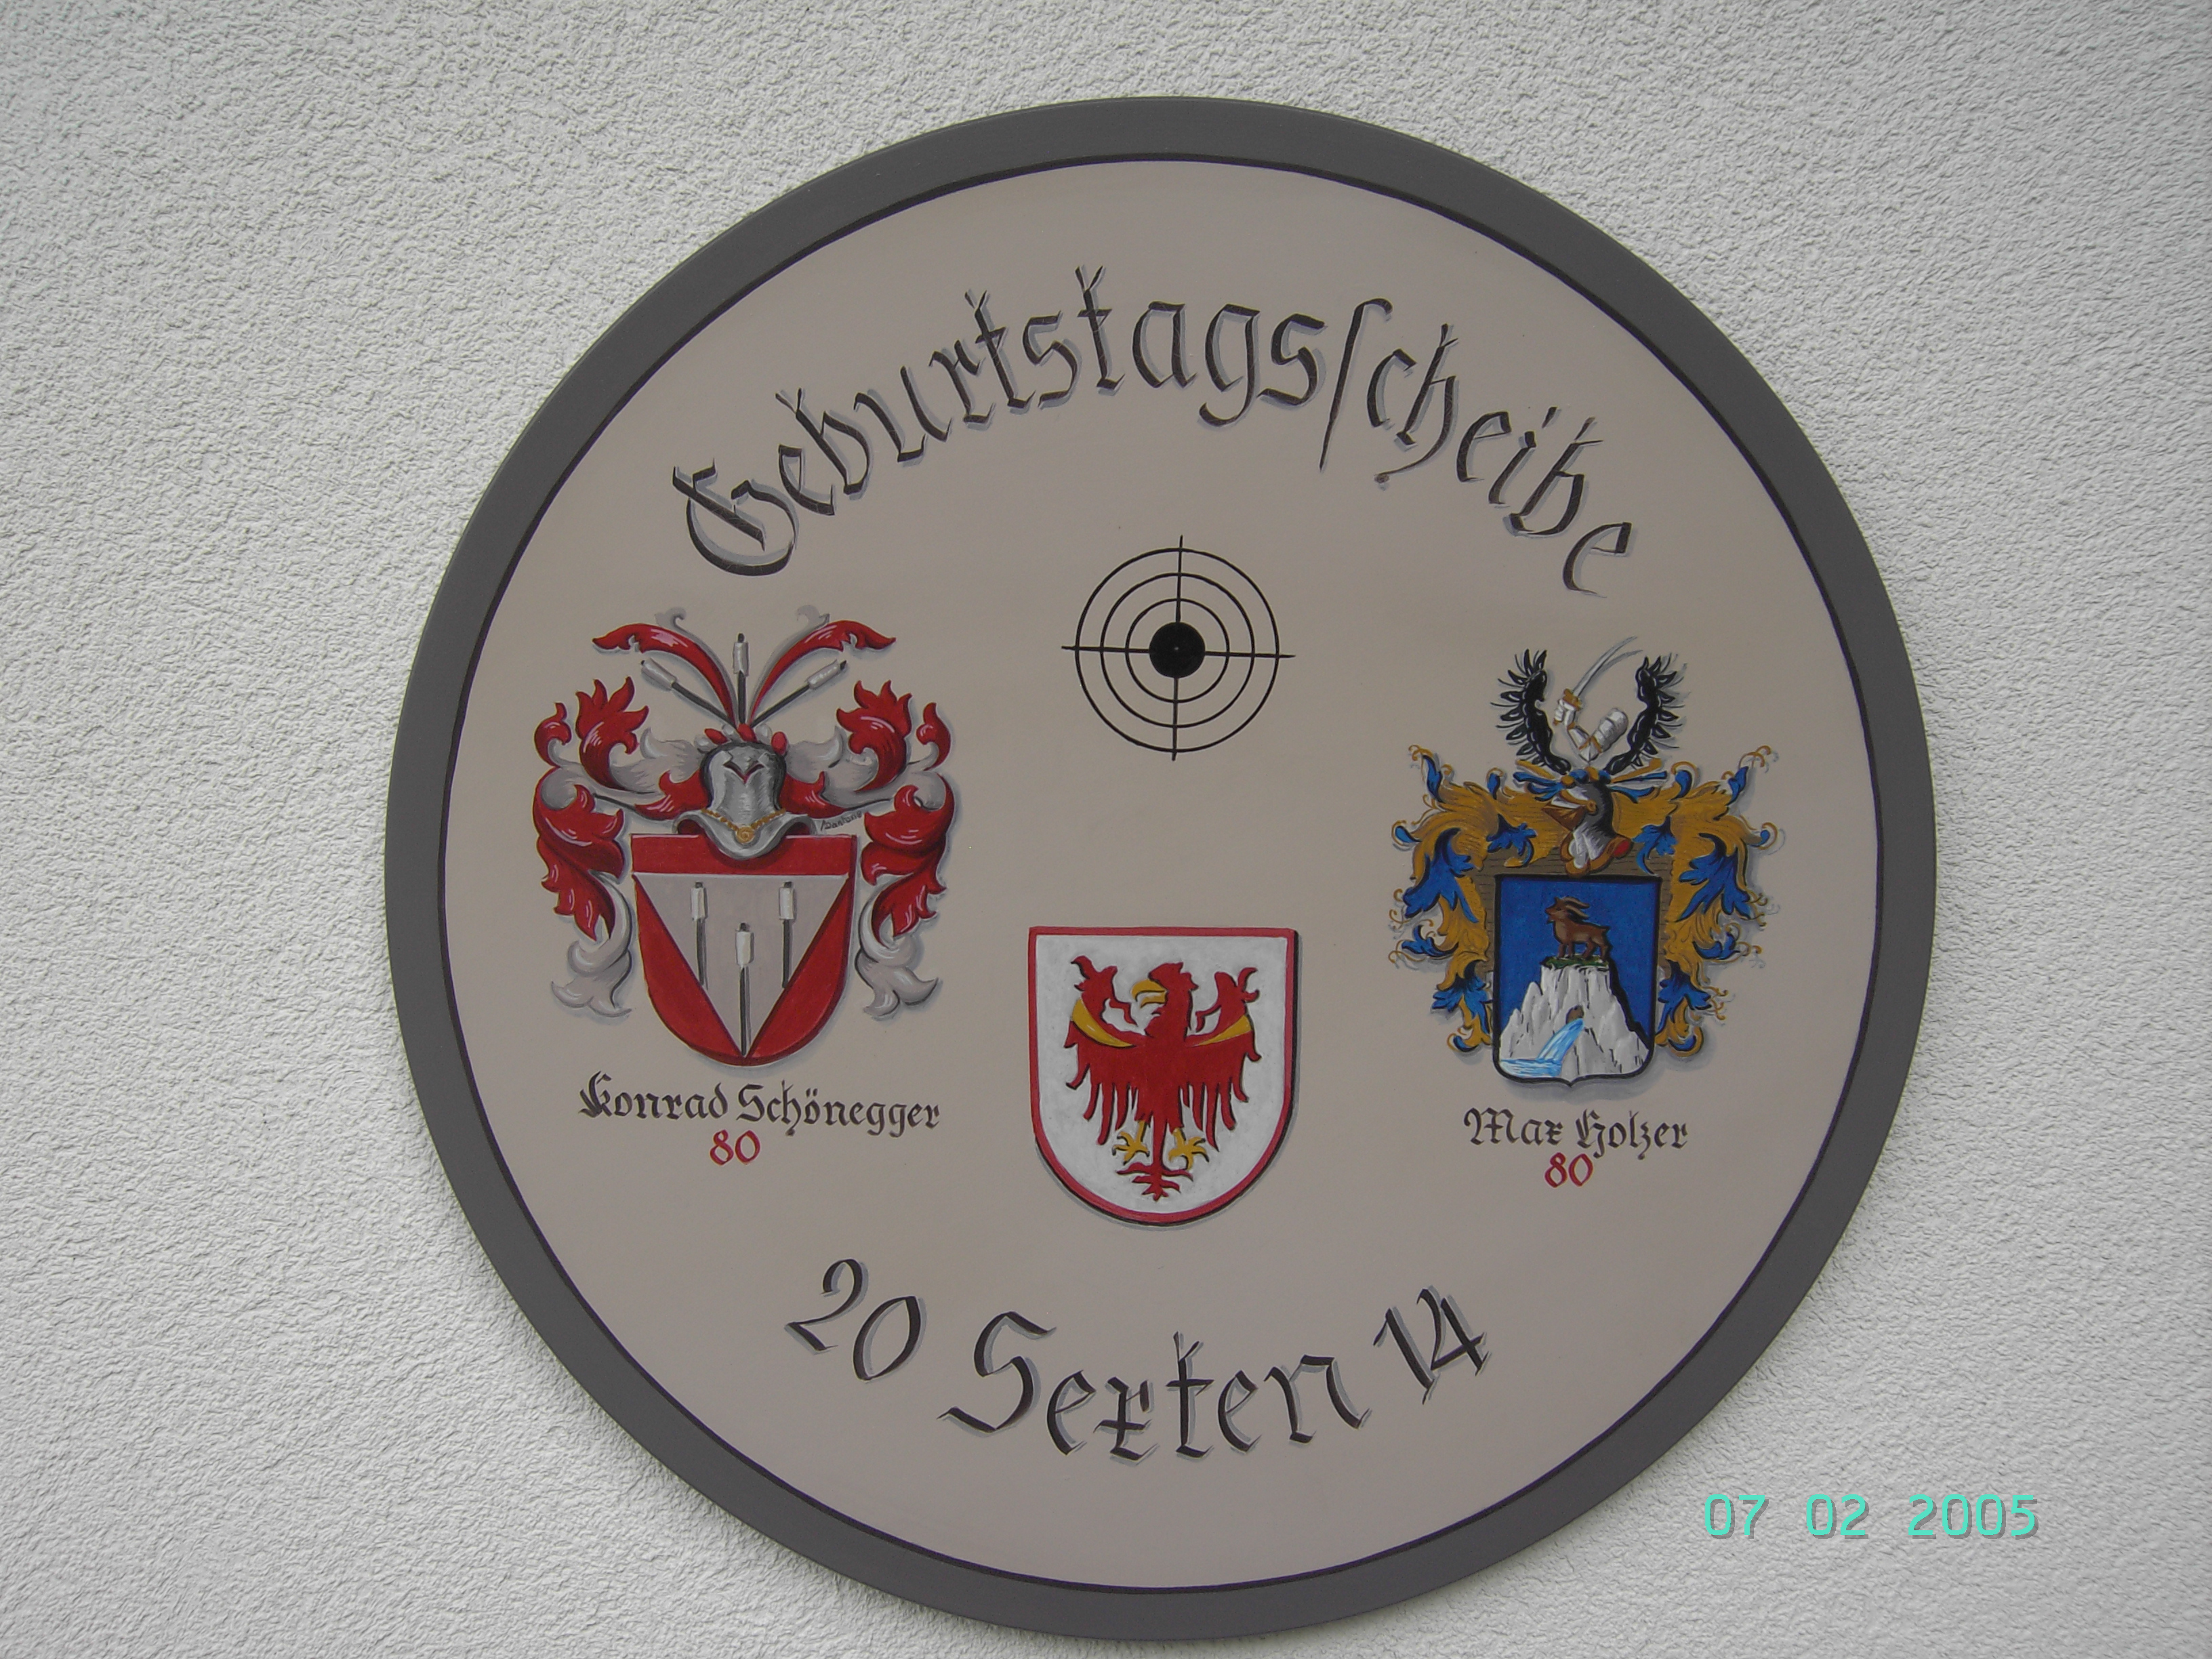 Geburtstagsſcheibe
Konrad Schönegger
80
Max Holzer
80
20 Sexten 14
07 02 2005